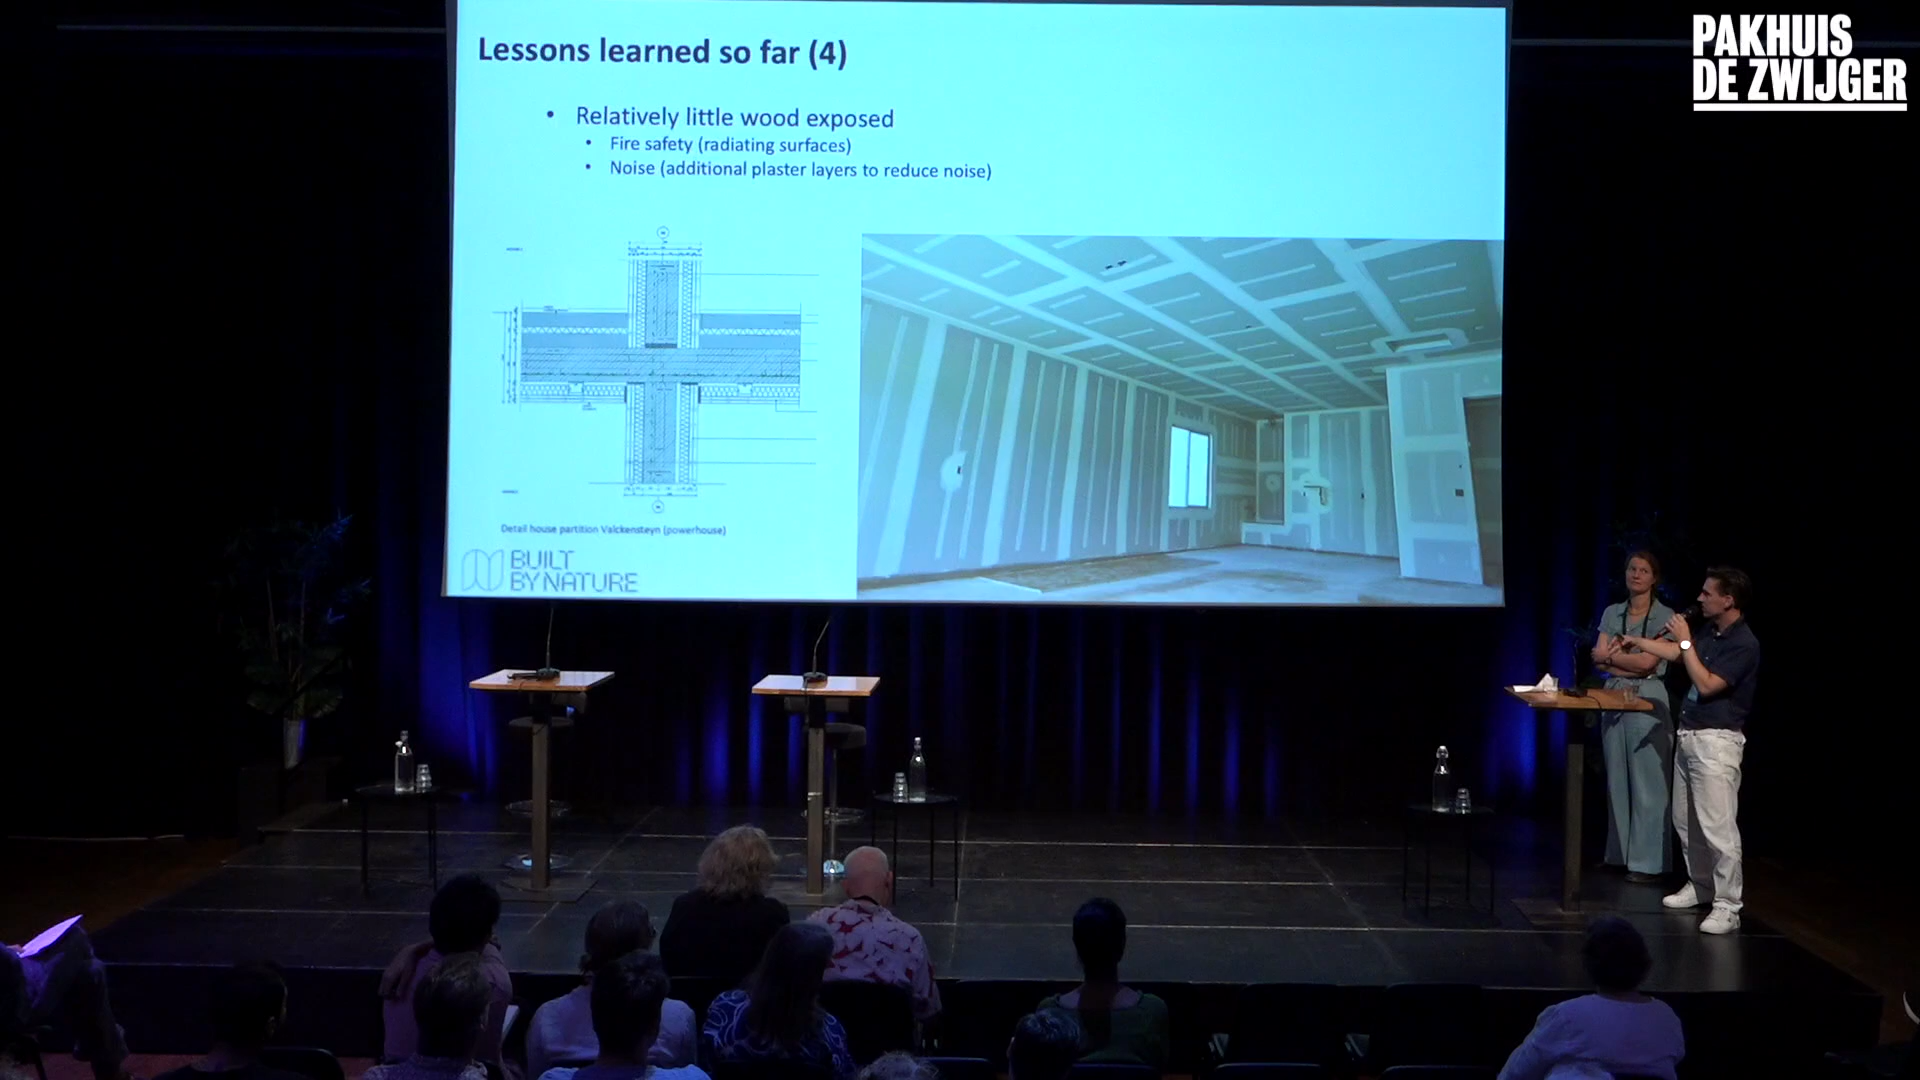 Lessons learned so far (4)
PAKHUIS
DE ZWIJGER
• Relatively little wood exposed
• Fire safety (radiating surfaces)
• Noise (additional plaster layers to reduce noise)
Detail house partition Valckensteyn (powerhouse)
BUILT
BY NATURE